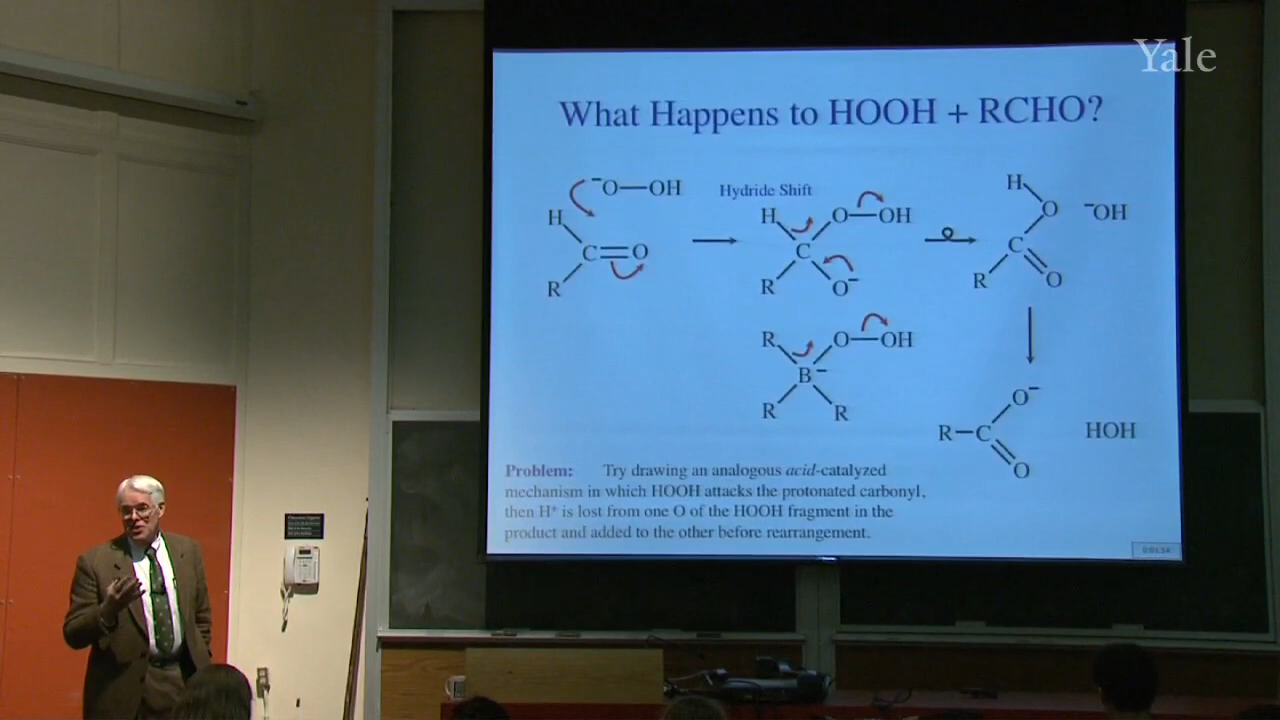 Yale
What Happens to HOOH + RCHO?
⁻O—OH
H
C=O
R
Hydride Shift
H
O—OH
C
R
O⁻
H
O
⁻OH
C
R
O
R
O—OH
B⁻
R
R
O⁻
R—C
HOH
O
Problem: Try drawing an analogous acid-catalyzed
mechanism in which HOOH attacks the protonated carbonyl,
then H⁺ is lost from one O of the HOOH fragment in the
product and added to the other before rearrangement.